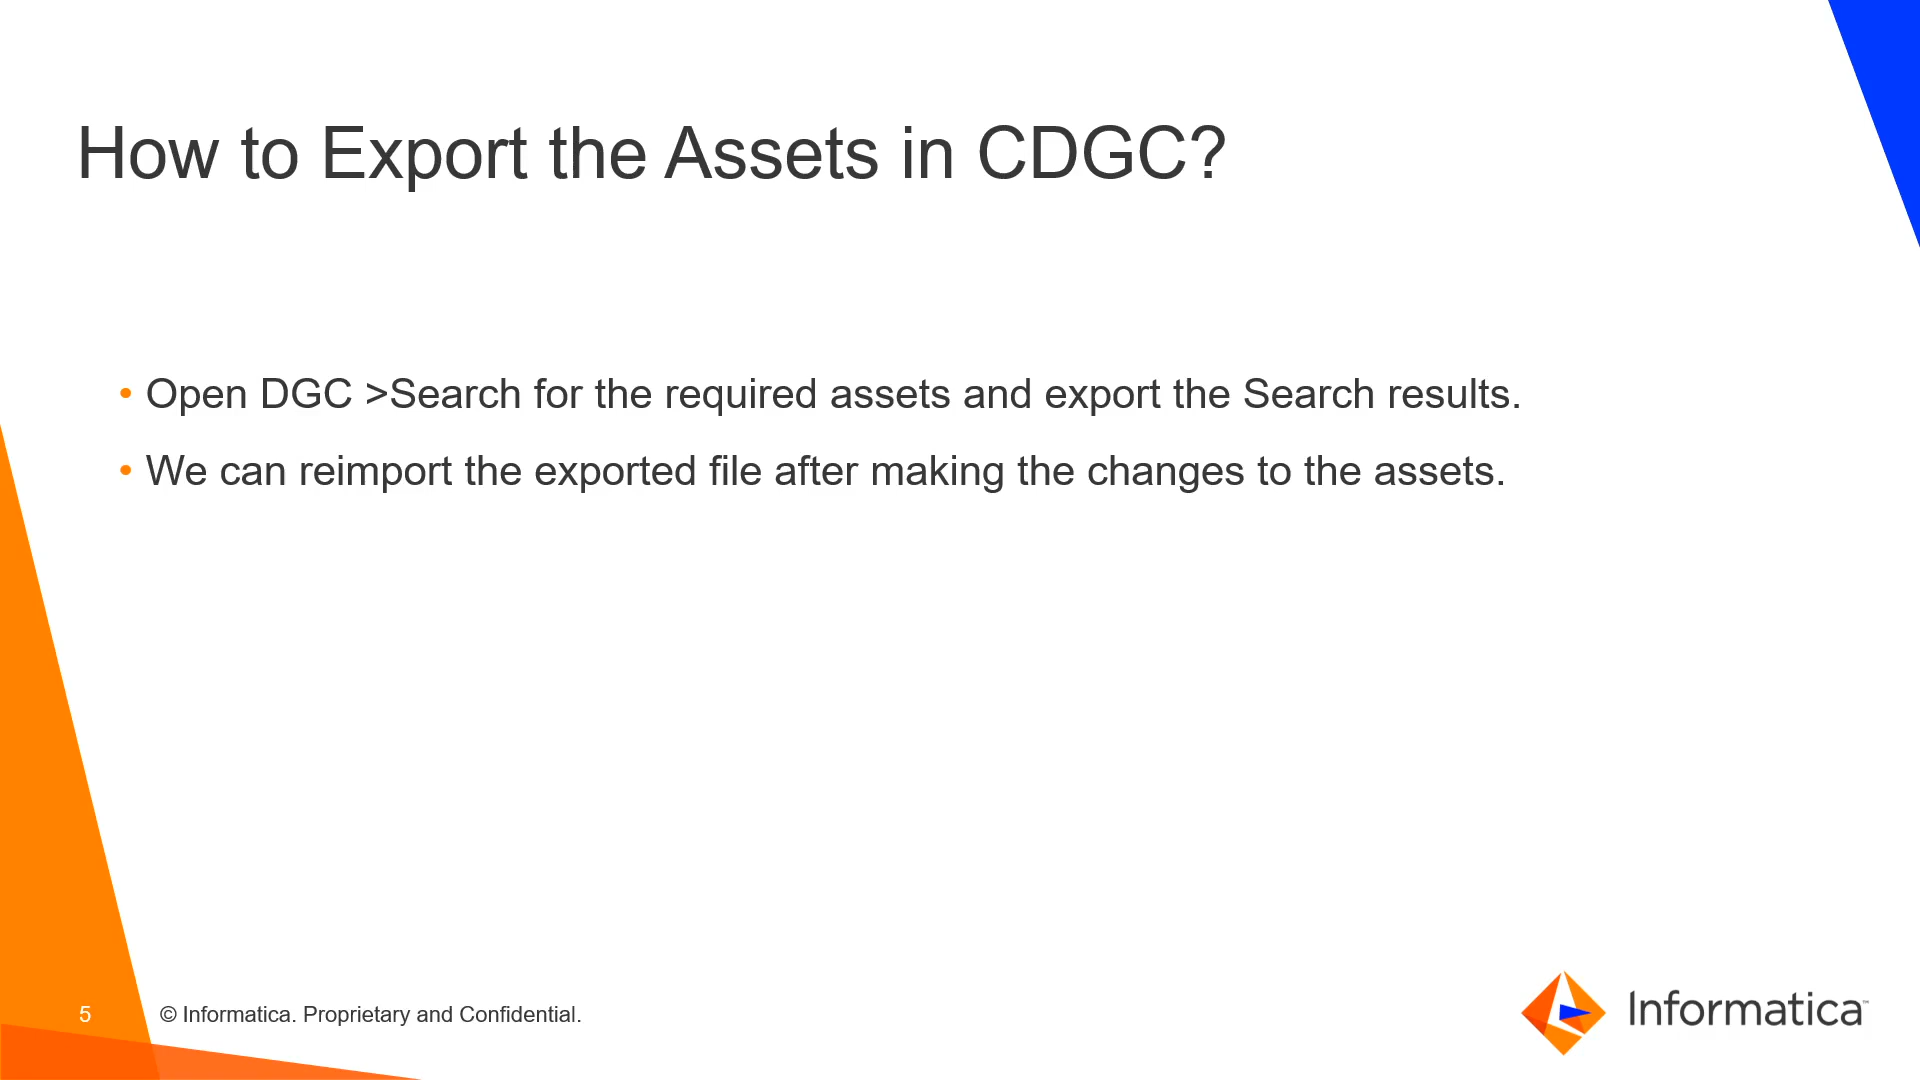 How to Export the Assets in CDGC?
• Open DGC >Search for the required assets and export the Search results.
• We can reimport the exported file after making the changes to the assets.
5
© Informatica. Proprietary and Confidential.
Informatica™